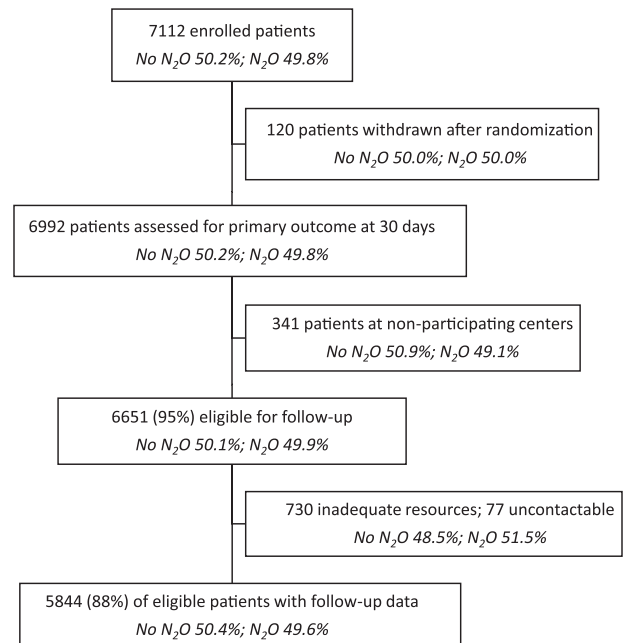 7112 enrolled patients
No N₂O 50.2%; N₂O 49.8%
120 patients withdrawn after randomization
No N₂O 50.0%; N₂O 50.0%
6992 patients assessed for primary outcome at 30 days
No N₂O 50.2%; N₂O 49.8%
341 patients at non-participating centers
No N₂O 50.9%; N₂O 49.1%
6651 (95%) eligible for follow-up
No N₂O 50.1%; N₂O 49.9%
730 inadequate resources; 77 uncontactable
No N₂O 48.5%; N₂O 51.5%
5844 (88%) of eligible patients with follow-up data
No N₂O 50.4%; N₂O 49.6%